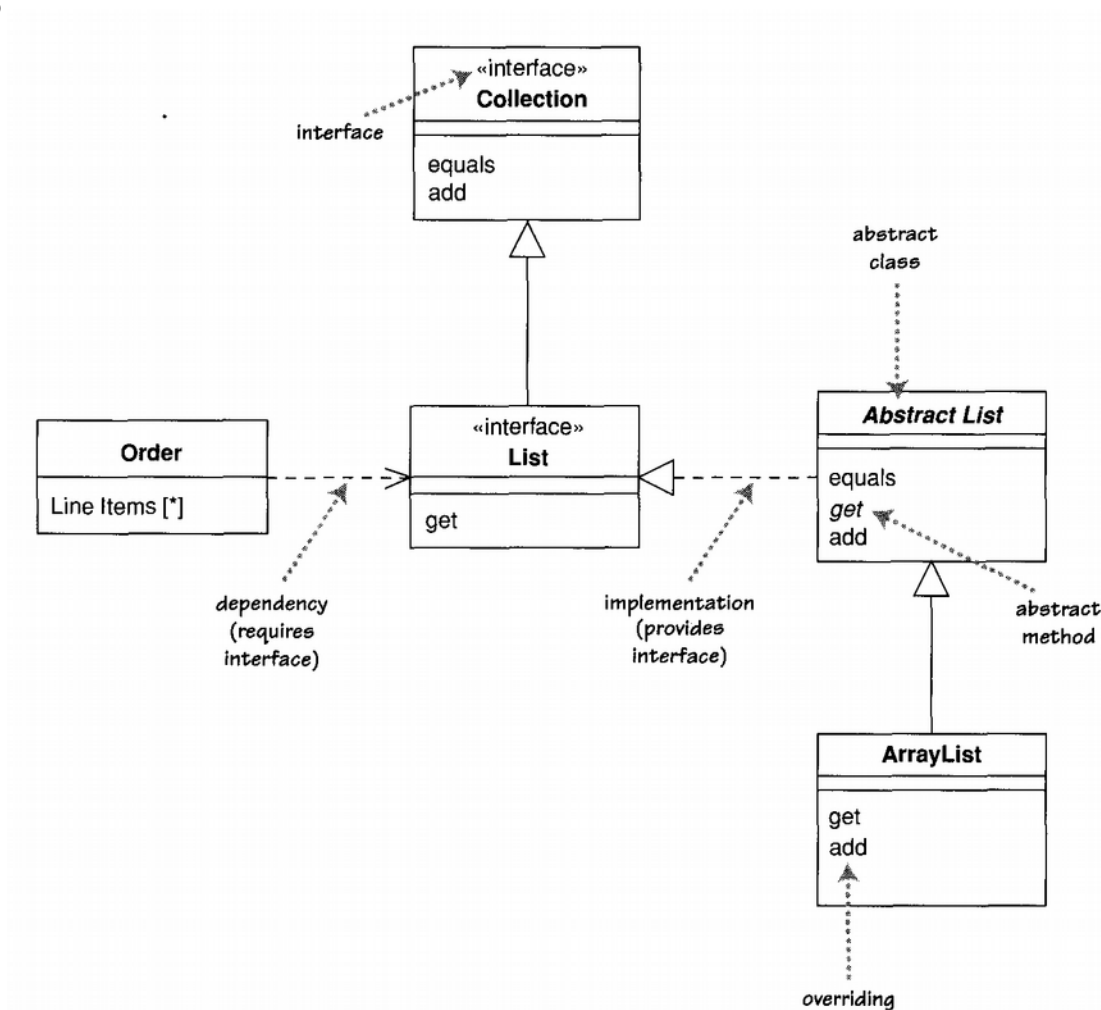 «interface»
Collection
interface
equals
add
abstract
class
Order
Line Items [*]
«interface»
List
get
Abstract List
equals
get
add
dependency
(requires
interface)
implementation
(provides
interface)
abstract
method
ArrayList
get
add
overriding